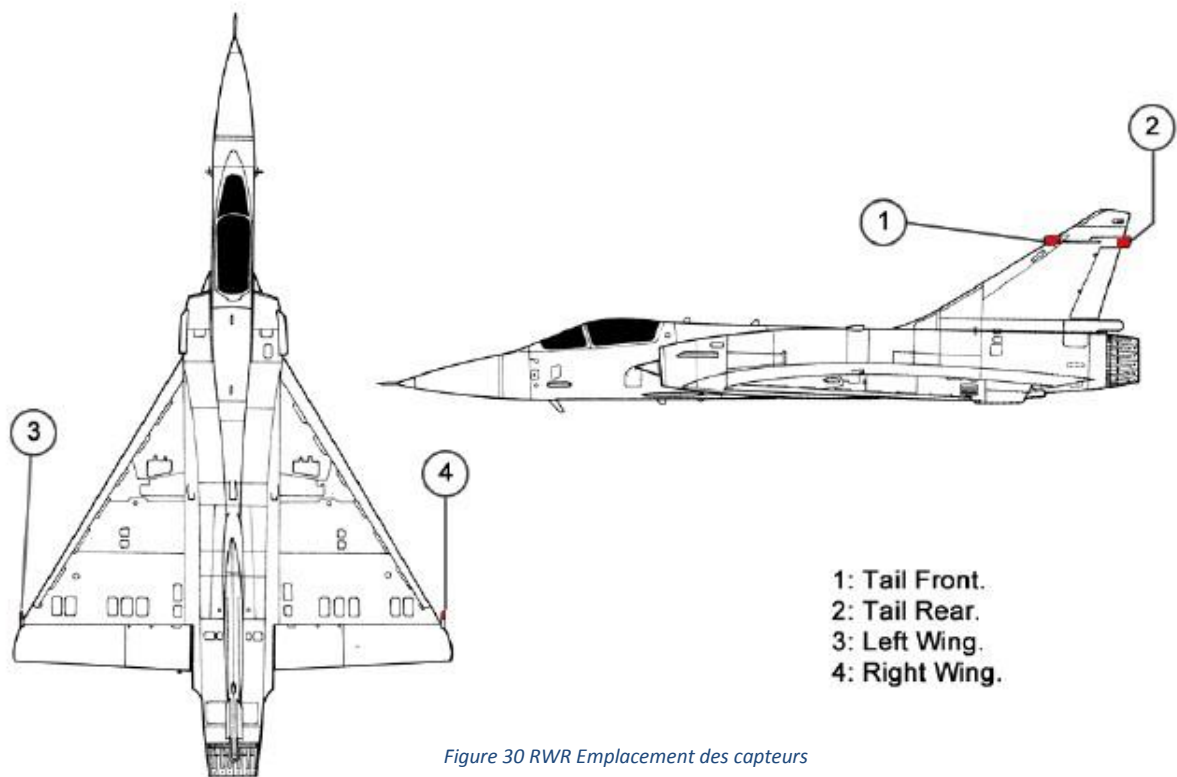 2
1
3
4
1: Tail Front.
2: Tail Rear.
3: Left Wing.
4: Right Wing.
Figure 30 RWR Emplacement des capteurs